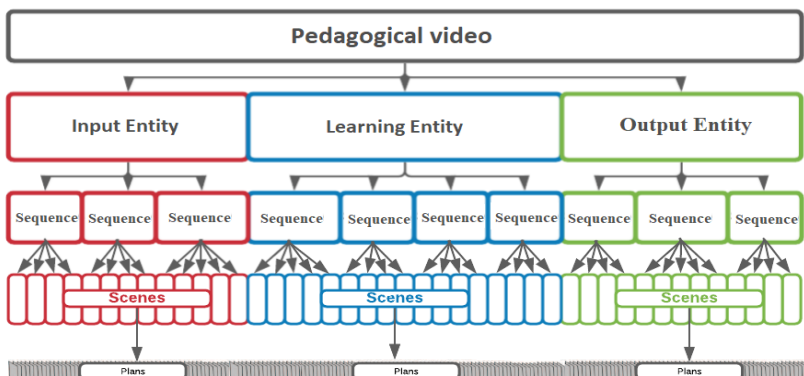 Pedagogical video
Input Entity Learning Entity Output Entity
Sequence Sequence Sequence Sequence Sequence Sequence Sequence Sequence Sequence Sequence
Scenes Scenes Scenes
Plans Plans Plans